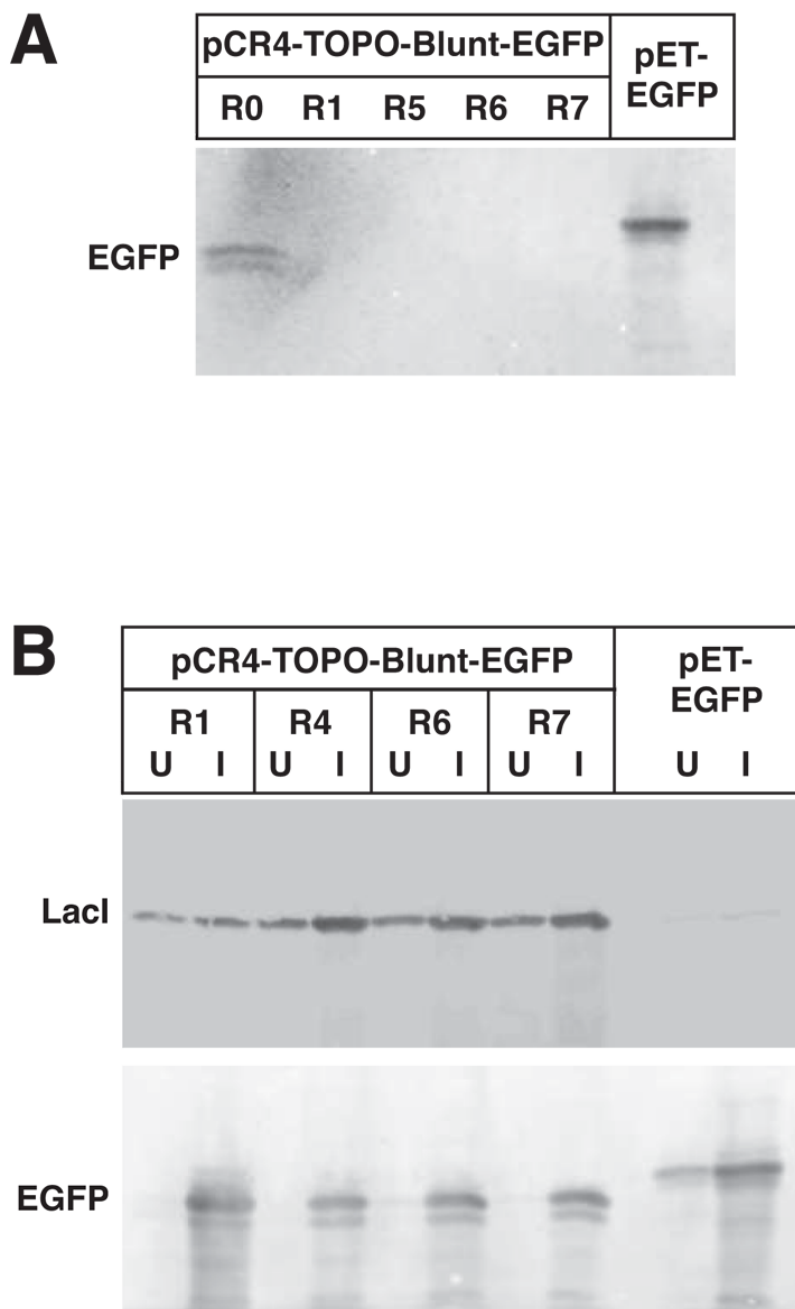 A
pCR4-TOPO-Blunt-EGFP
pET-
EGFP
R0 R1 R5 R6 R7
EGFP
B
pCR4-TOPO-Blunt-EGFP
pET-
EGFP
R1 R4 R6 R7
U I U I U I U I U I
LacI
EGFP